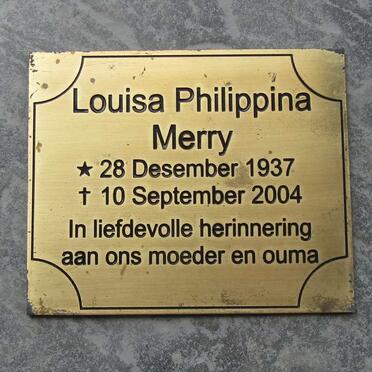 Louisa Philippina
Merry
★ 28 Desember 1937
✝ 10 September 2004
In liefdevolle herinnering
aan ons moeder en ouma